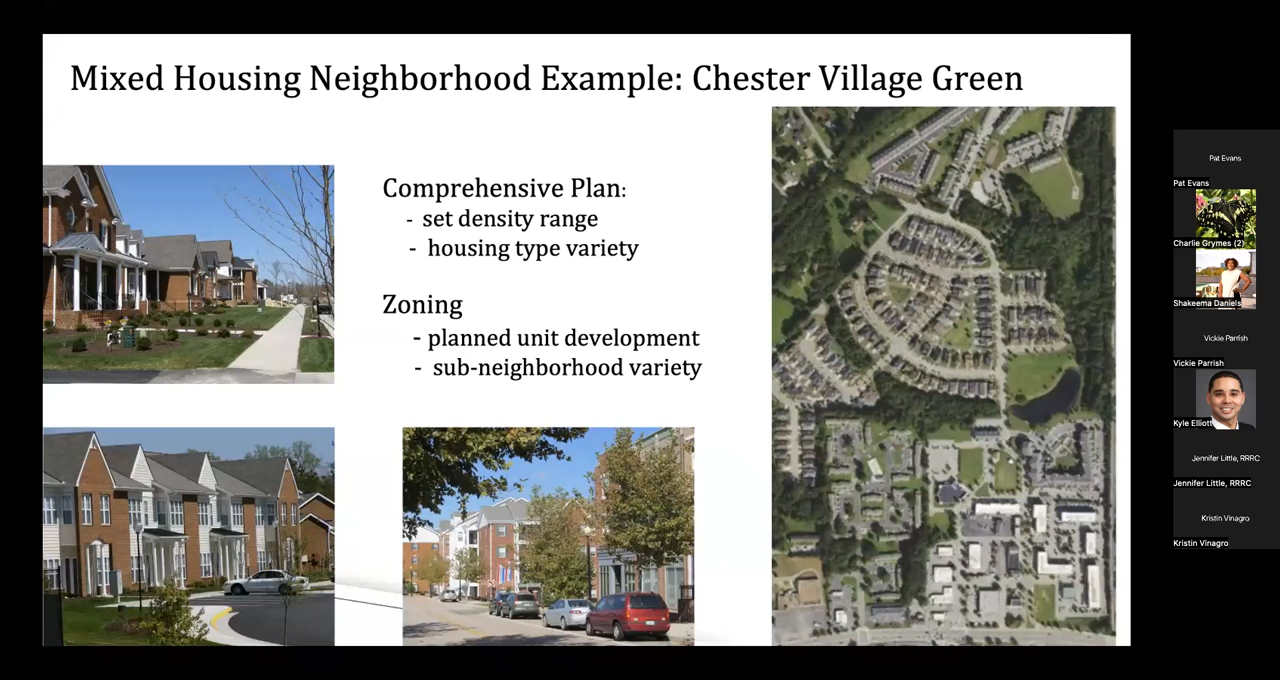 Mixed Housing Neighborhood Example: Chester Village Green
Comprehensive Plan:
- set density range
- housing type variety
Zoning
- planned unit development
- sub-neighborhood variety
Pat Evans
Pat Evans
Charlie Grymes (2)
Shakeema Daniels
Vickie Parrish
Vickie Parrish
Kyle Elliott
Jennifer Little, RRRC
Jennifer Little, RRRC
Kristin Vinagro
Kristin Vinagro